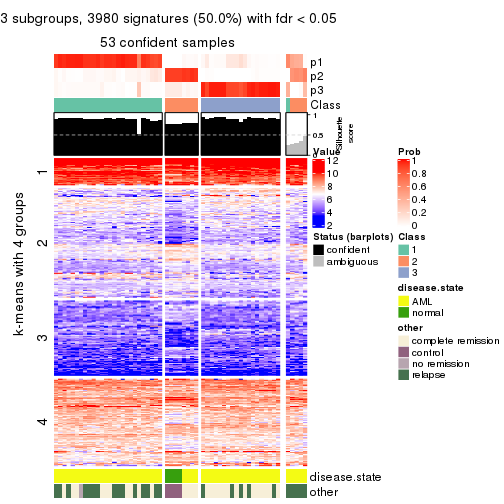 3 subgroups, 3980 signatures (50.0%) with fdr < 0.05
53 confident samples
p1
p2
p3
Class
1
0.5
0
Silhouette
score
k-means with 4 groups
1
2
3
4
Value
12
10
8
6
4
2
Prob
1
0.8
0.6
0.4
0.2
0
Status (barplots)
confident
ambiguous
Class
1
2
3
disease.state
AML
normal
other
complete remission
control
no remission
relapse
disease.state
other